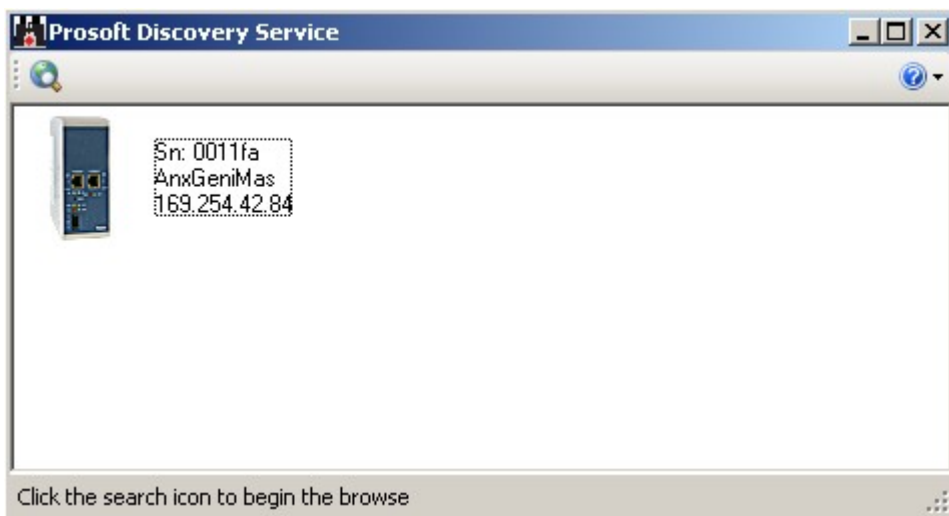 Prosoft Discovery Service
Sn: 0011fa
AnxGeniMas
169.254.42.84
Click the search icon to begin the browse